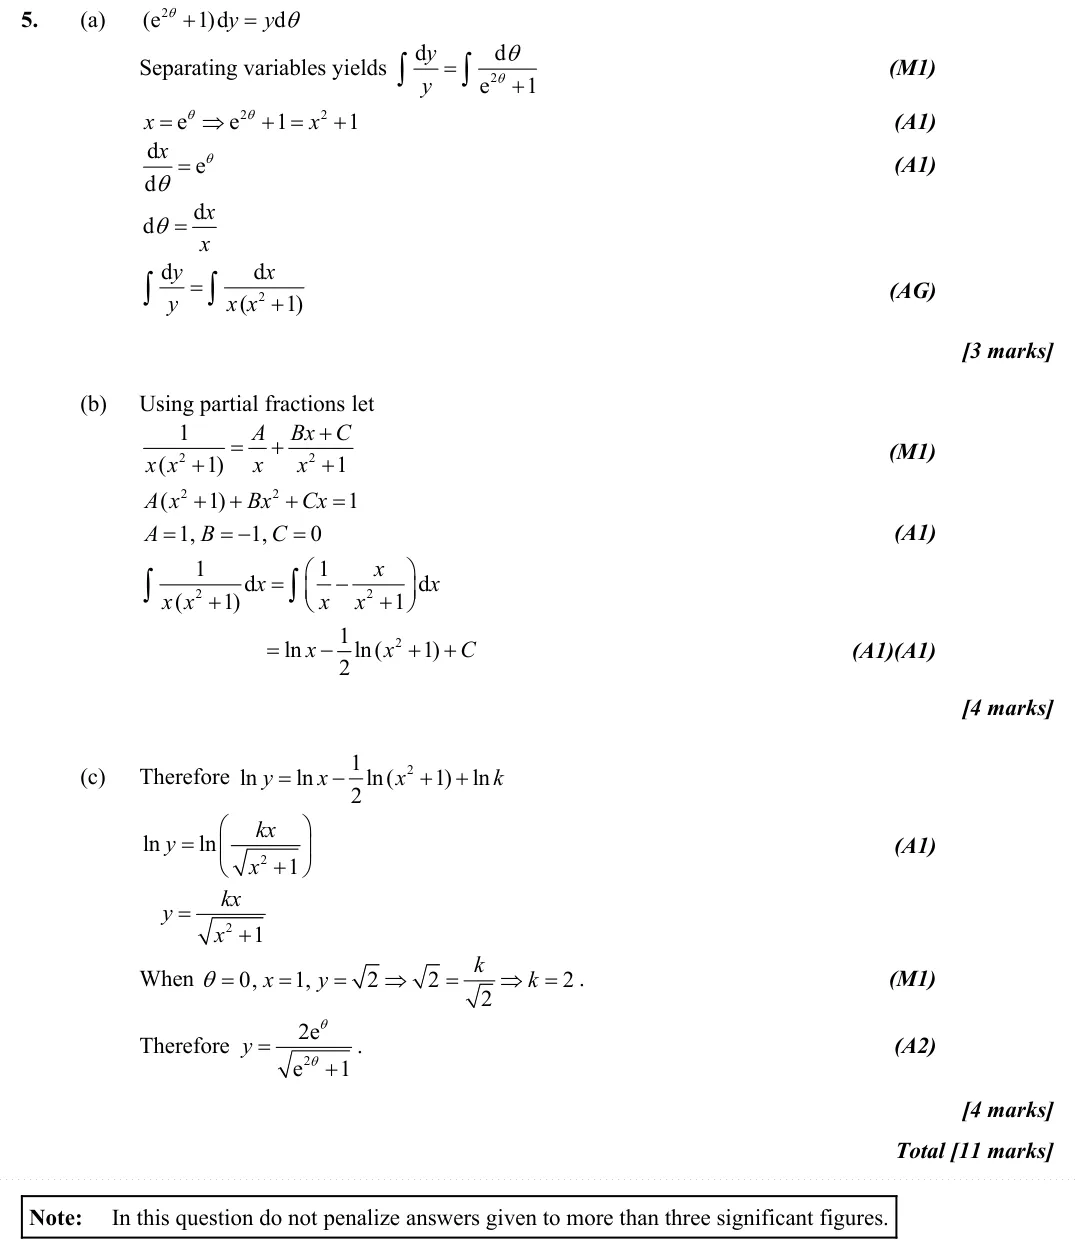 5. (a) (e^{2θ} + 1)dy = ydθ
Separating variables yields ∫ dy/y = ∫ dθ/(e^{2θ} + 1) (M1)
x = e^θ ⇒ e^{2θ} + 1 = x² + 1 (A1)
dx/dθ = e^θ (A1)
dθ = dx/x
∫ dy/y = ∫ dx/(x(x² + 1)) (AG)
[3 marks]
(b) Using partial fractions let
1/(x(x² + 1)) = A/x + (Bx + C)/(x² + 1) (M1)
A(x² + 1) + Bx² + Cx = 1
A = 1, B = −1, C = 0 (A1)
∫ 1/(x(x² + 1)) dx = ∫ (1/x − x/(x² + 1)) dx
= ln x − 1/2 ln (x² + 1) + C (A1)(A1)
[4 marks]
(c) Therefore ln y = ln x − 1/2 ln (x² + 1) + ln k
ln y = ln (kx/√(x² + 1)) (A1)
y = kx/√(x² + 1)
When θ = 0, x = 1, y = √2 ⇒ √2 = k/√2 ⇒ k = 2 . (M1)
Therefore y = 2e^θ/√(e^{2θ} + 1) . (A2)
[4 marks]
Total [11 marks]
Note: In this question do not penalize answers given to more than three significant figures.